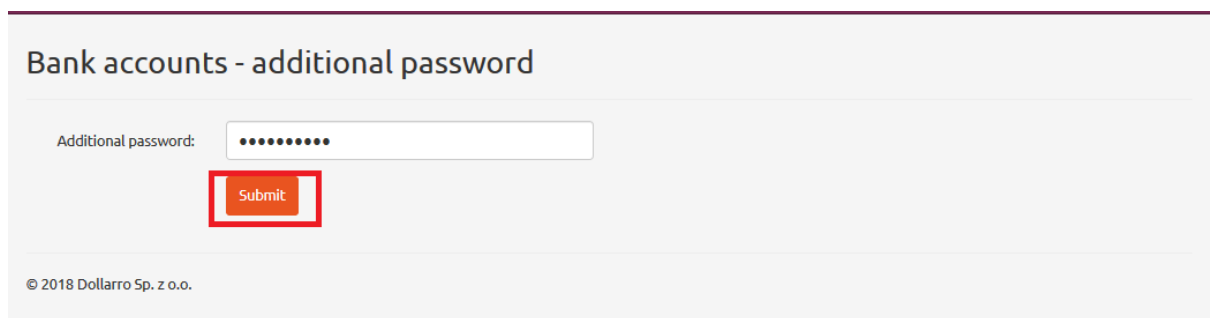 Bank accounts - additional password
Additional password: ••••••••••
Submit
© 2018 Dollarro Sp. z o.o.